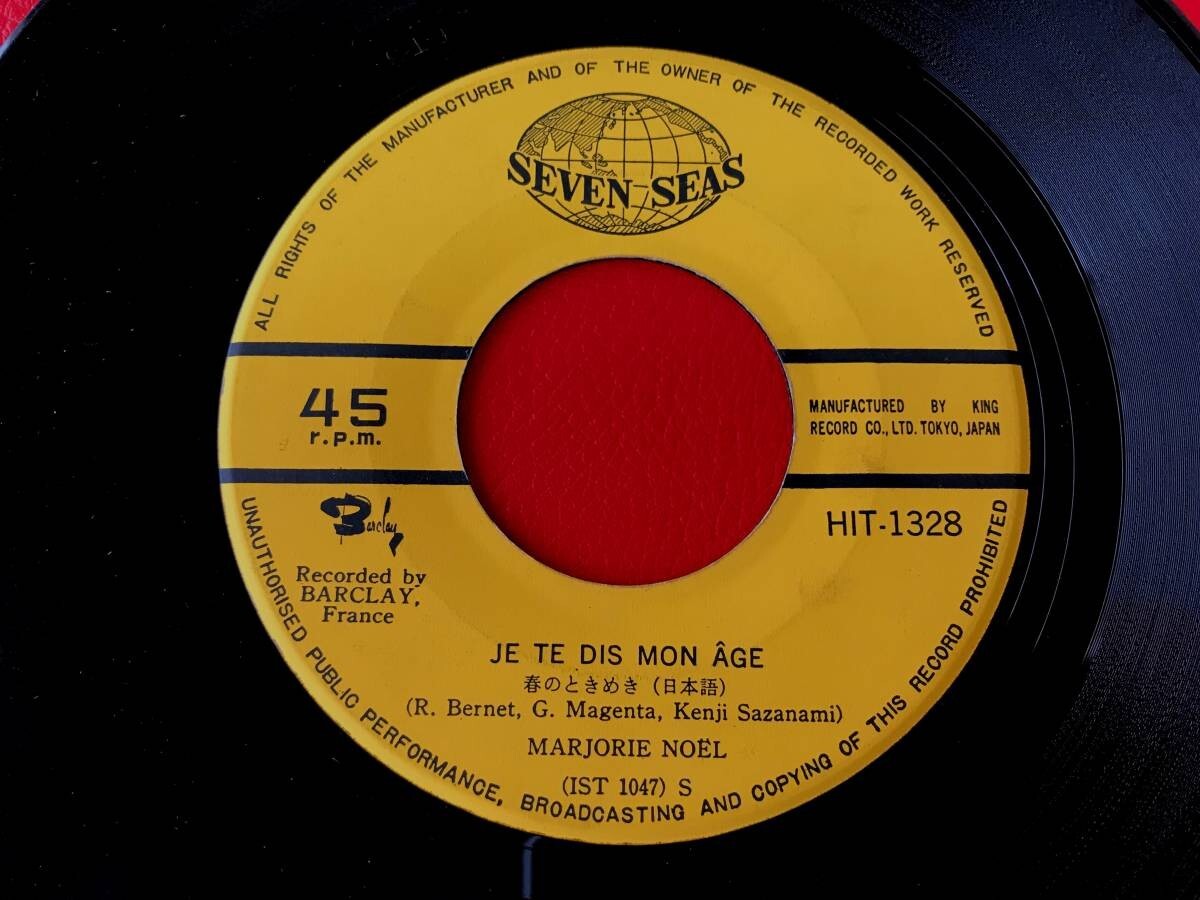 ALL RIGHTS OF THE MANUFACTURER AND OF THE OWNER OF THE RECORDED WORK RESERVED
SEVEN SEAS
45
r.p.m.
MANUFACTURED BY KING
RECORD CO., LTD. TOKYO, JAPAN
Barclay
HIT-1328
Recorded by
BARCLAY,
France
JE TE DIS MON ÂGE
春のときめき (日本語)
(R. Bernet, G. Magenta, Kenji Sazanami)
MARJORIE NOËL
(IST 1047) S
UNAUTHORISED PUBLIC PERFORMANCE, BROADCASTING AND COPYING OF THIS RECORD PROHIBITED